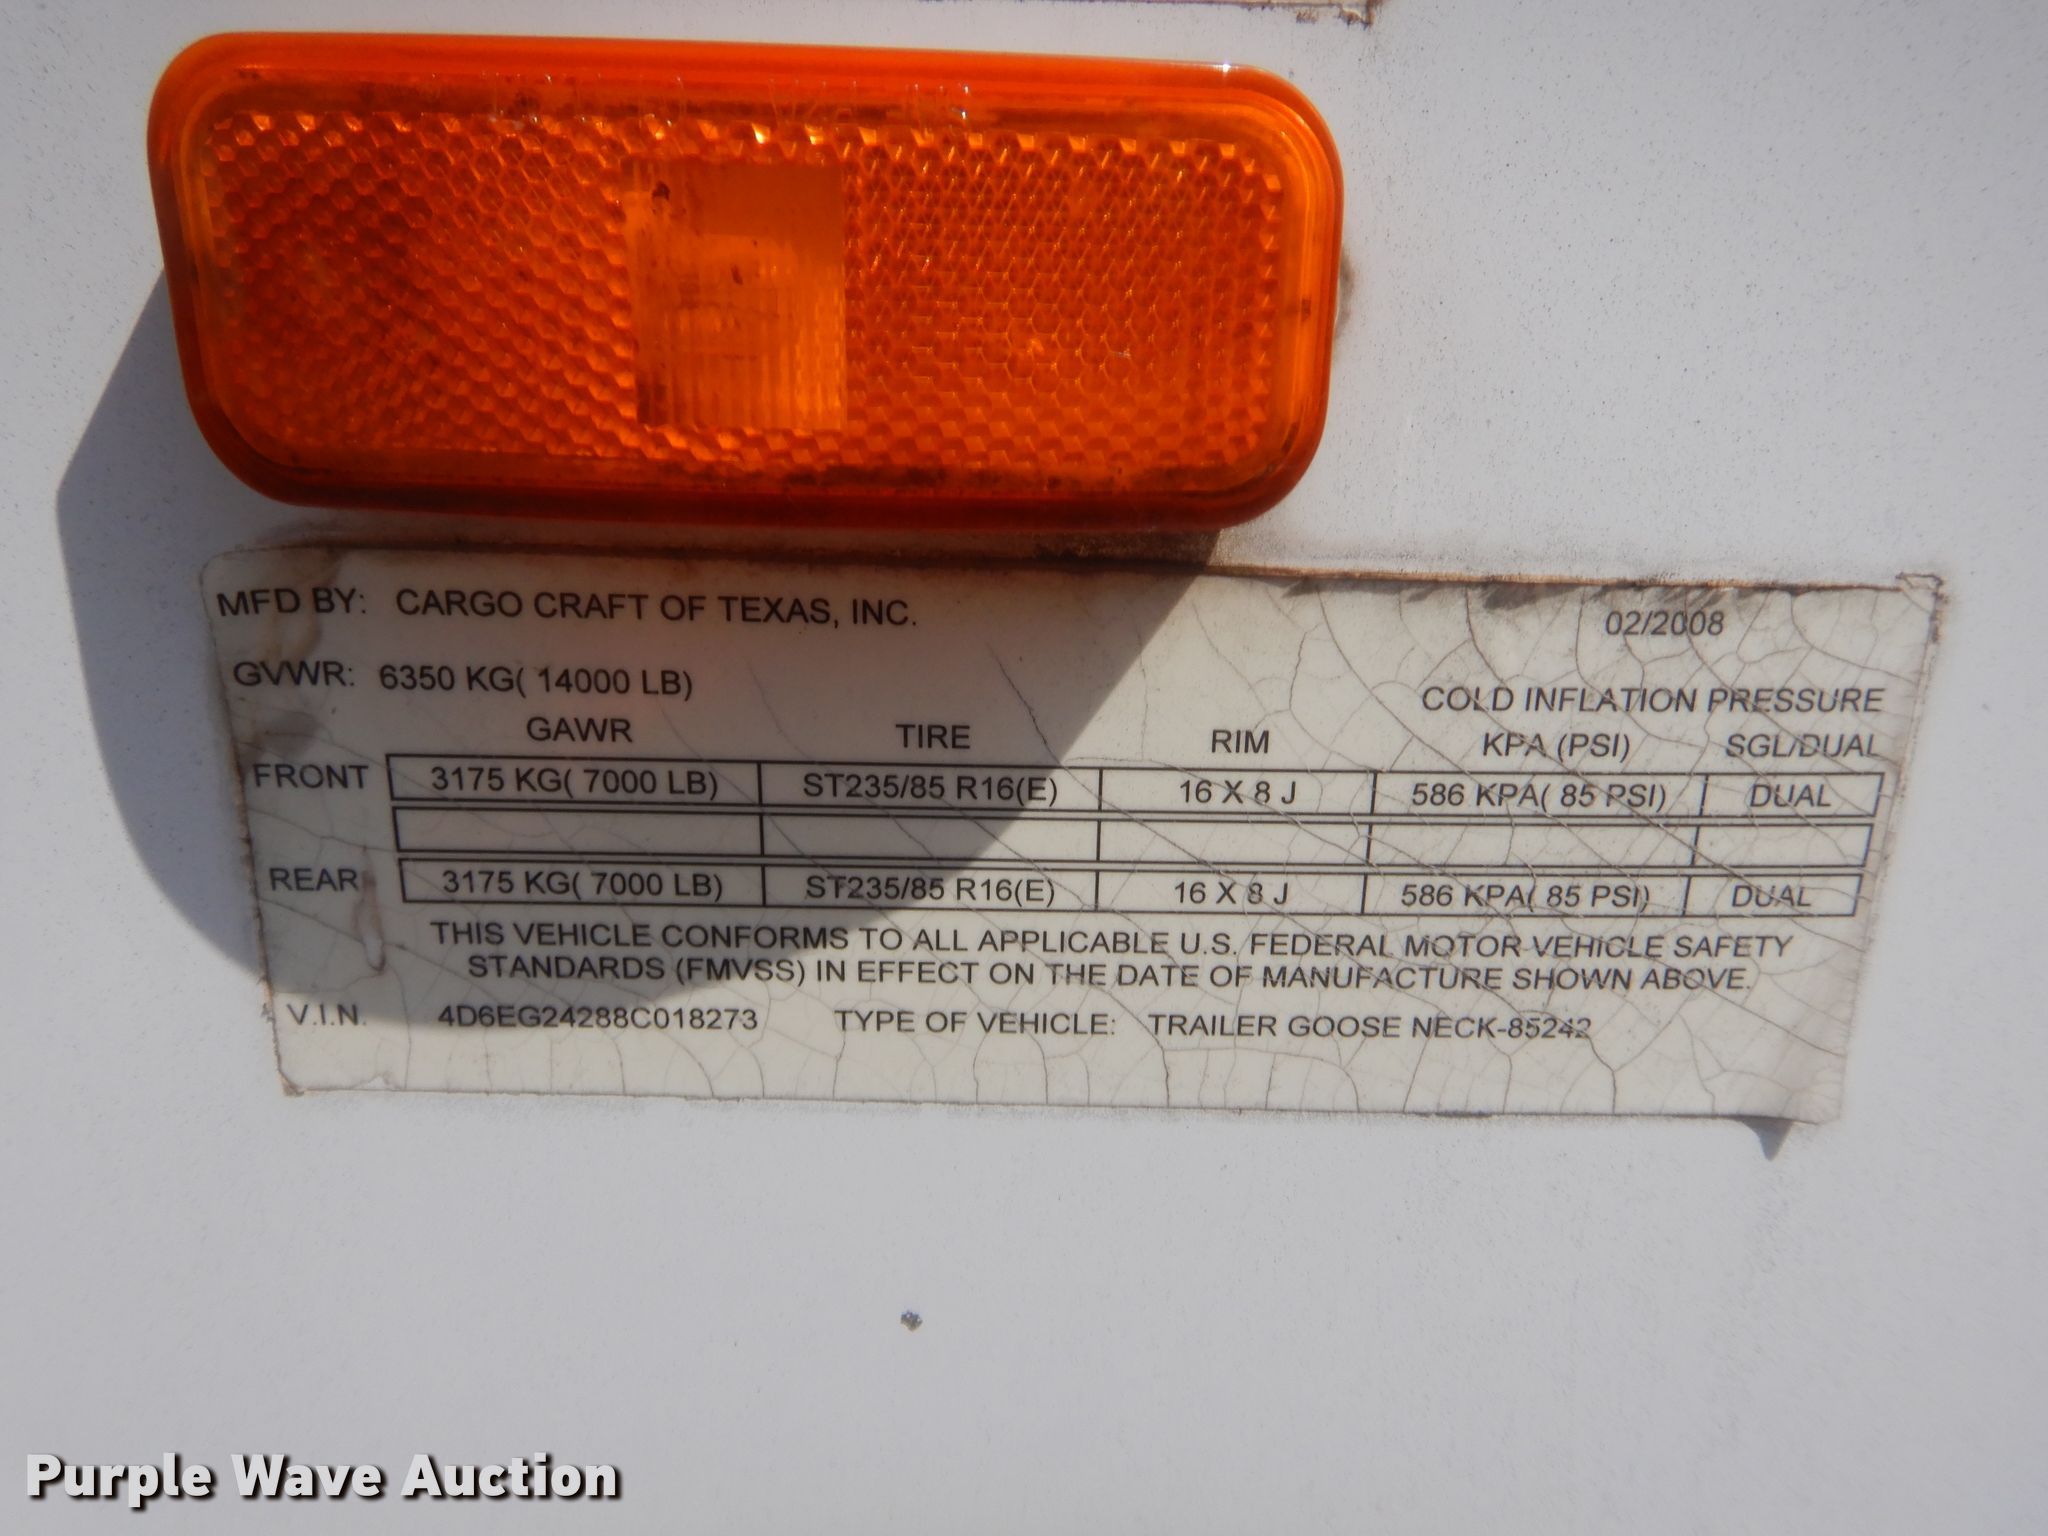 MFD BY: CARGO CRAFT OF TEXAS, INC. 02/2008
GVWR: 6350 KG( 14000 LB)
COLD INFLATION PRESSURE
GAWR TIRE RIM KPA (PSI) SGL/DUAL
FRONT 3175 KG( 7000 LB) ST235/85 R16(E) 16 X 8 J 586 KPA( 85 PSI) DUAL
REAR 3175 KG( 7000 LB) ST235/85 R16(E) 16 X 8 J 586 KPA( 85 PSI) DUAL
THIS VEHICLE CONFORMS TO ALL APPLICABLE U.S. FEDERAL MOTOR VEHICLE SAFETY
STANDARDS (FMVSS) IN EFFECT ON THE DATE OF MANUFACTURE SHOWN ABOVE.
V.I.N. 4D6EG24288C018273 TYPE OF VEHICLE: TRAILER GOOSE NECK-85242
Purple Wave Auction